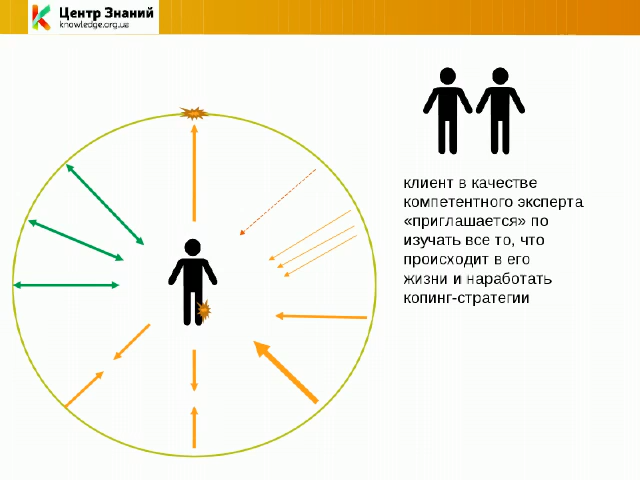 Центр Знаний
knowledge.org.ua
клиент в качестве
компетентного эксперта
«приглашается» по
изучать все то, что
происходит в его
жизни и наработать
копинг-стратегии